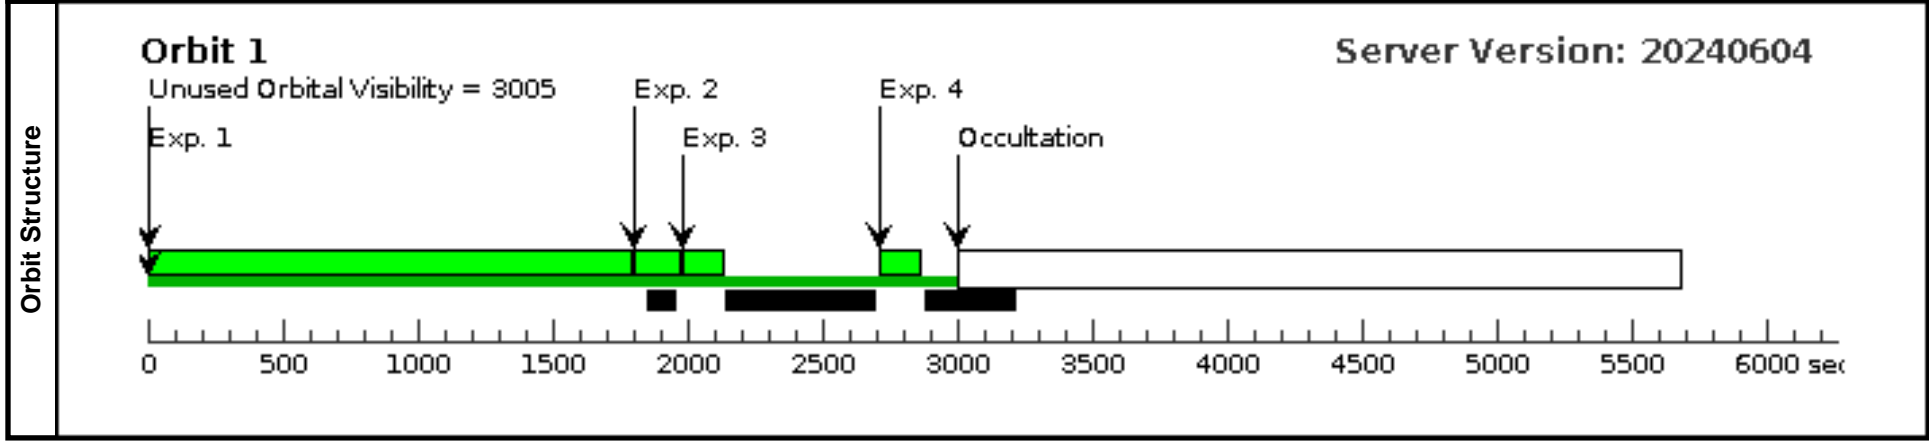 Orbit Structure
Orbit 1
Server Version: 20240604
Unused Orbital Visibility = 3005
Exp. 2
Exp. 4
Exp. 1
Exp. 3
Occultation
0 500 1000 1500 2000 2500 3000 3500 4000 4500 5000 5500 6000 sec